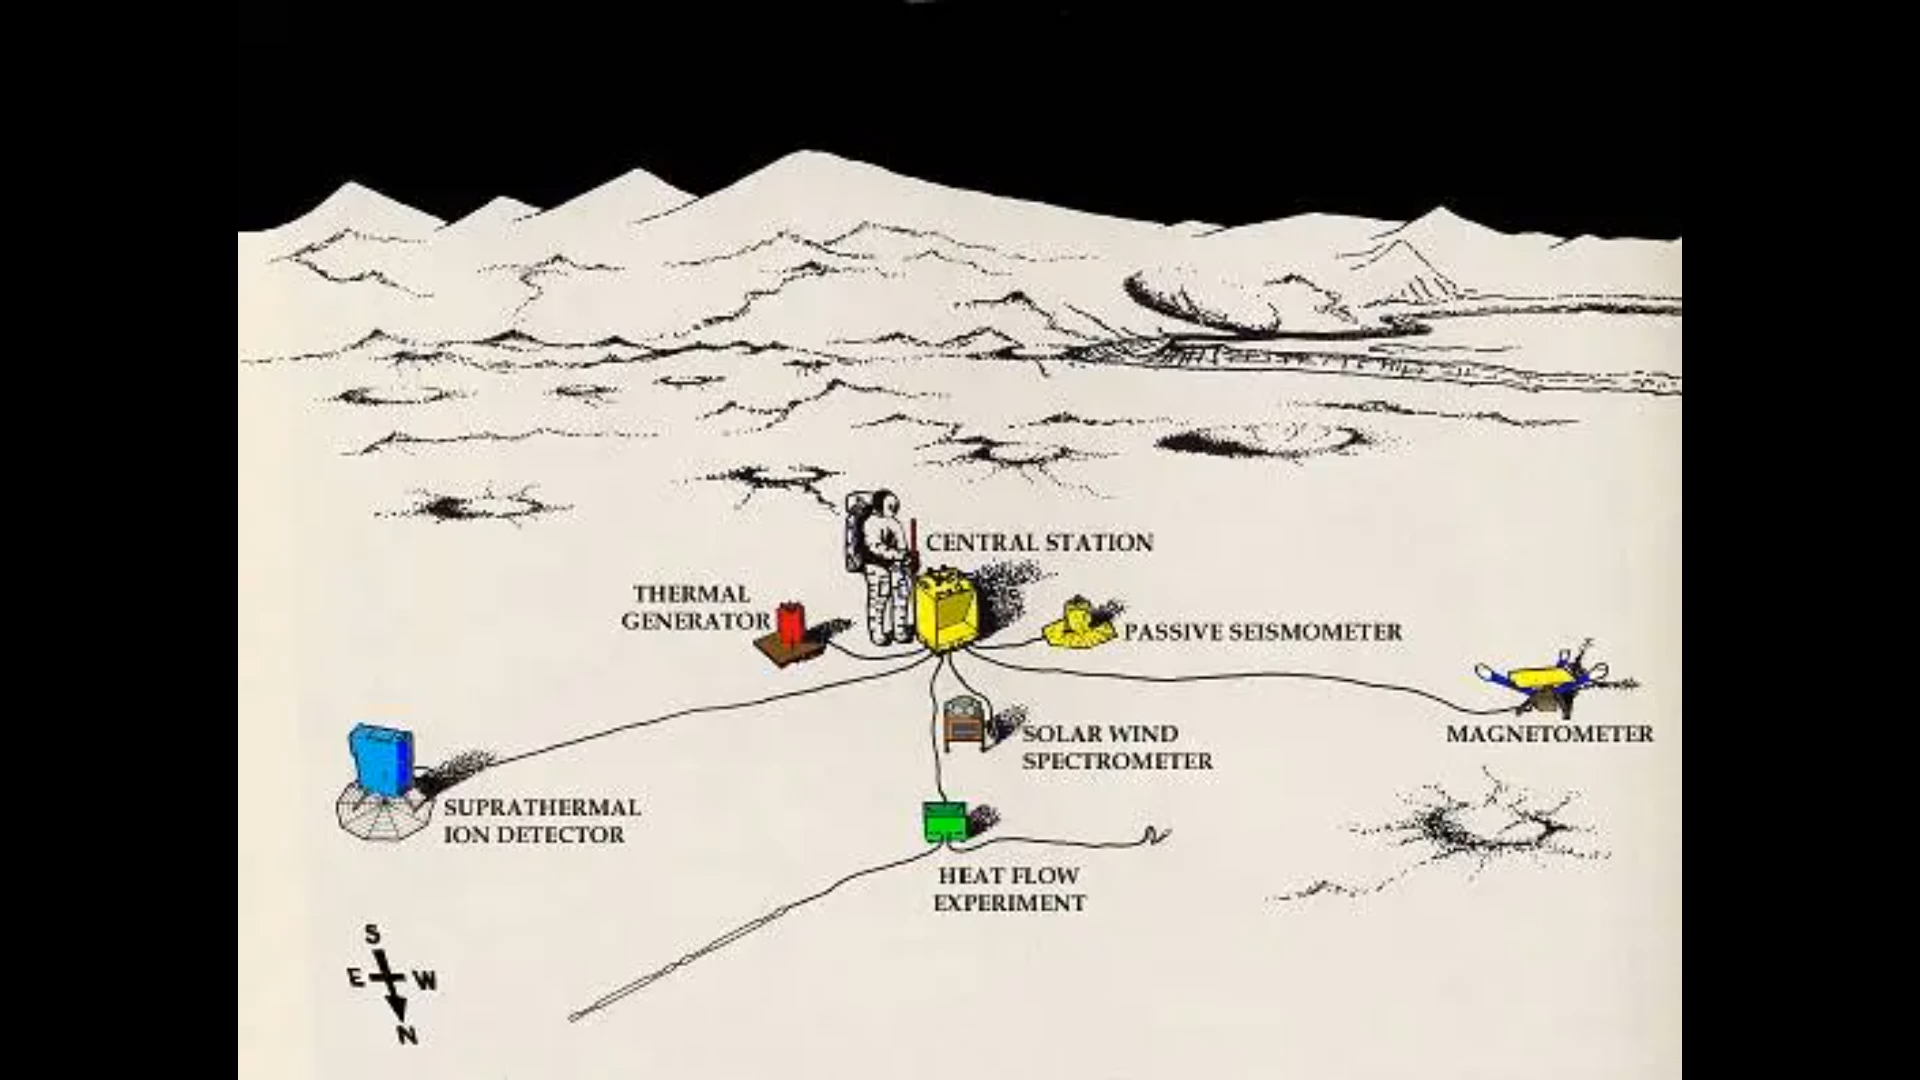 CENTRAL STATION
THERMAL
GENERATOR
PASSIVE SEISMOMETER
MAGNETOMETER
SOLAR WIND
SPECTROMETER
SUPRATHERMAL
ION DETECTOR
HEAT FLOW
EXPERIMENT
S
E W
N